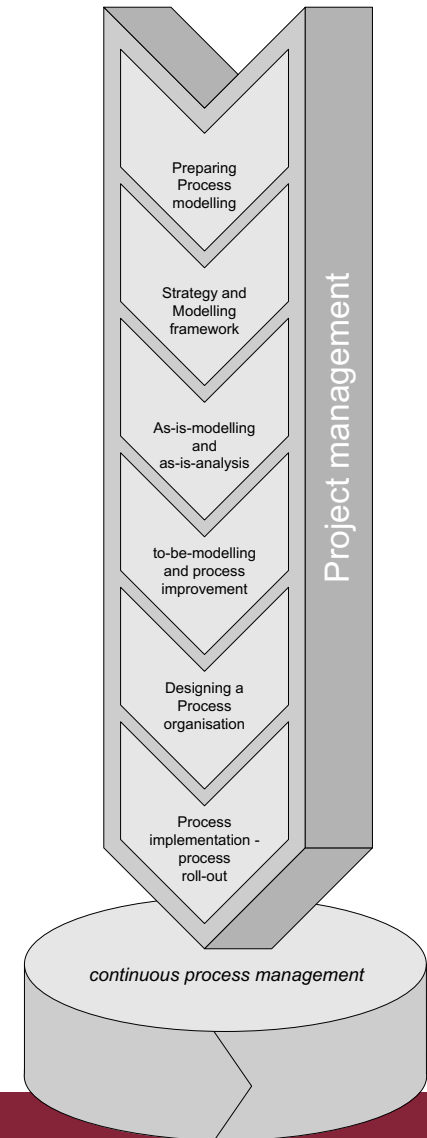 Preparing
Process
modelling
Strategy and
Modelling
framework
As-is-modelling
and
as-is-analysis
to-be-modelling
and process
improvement
Designing a
Process
organisation
Process
implementation -
process
roll-out
Project management
continuous process management